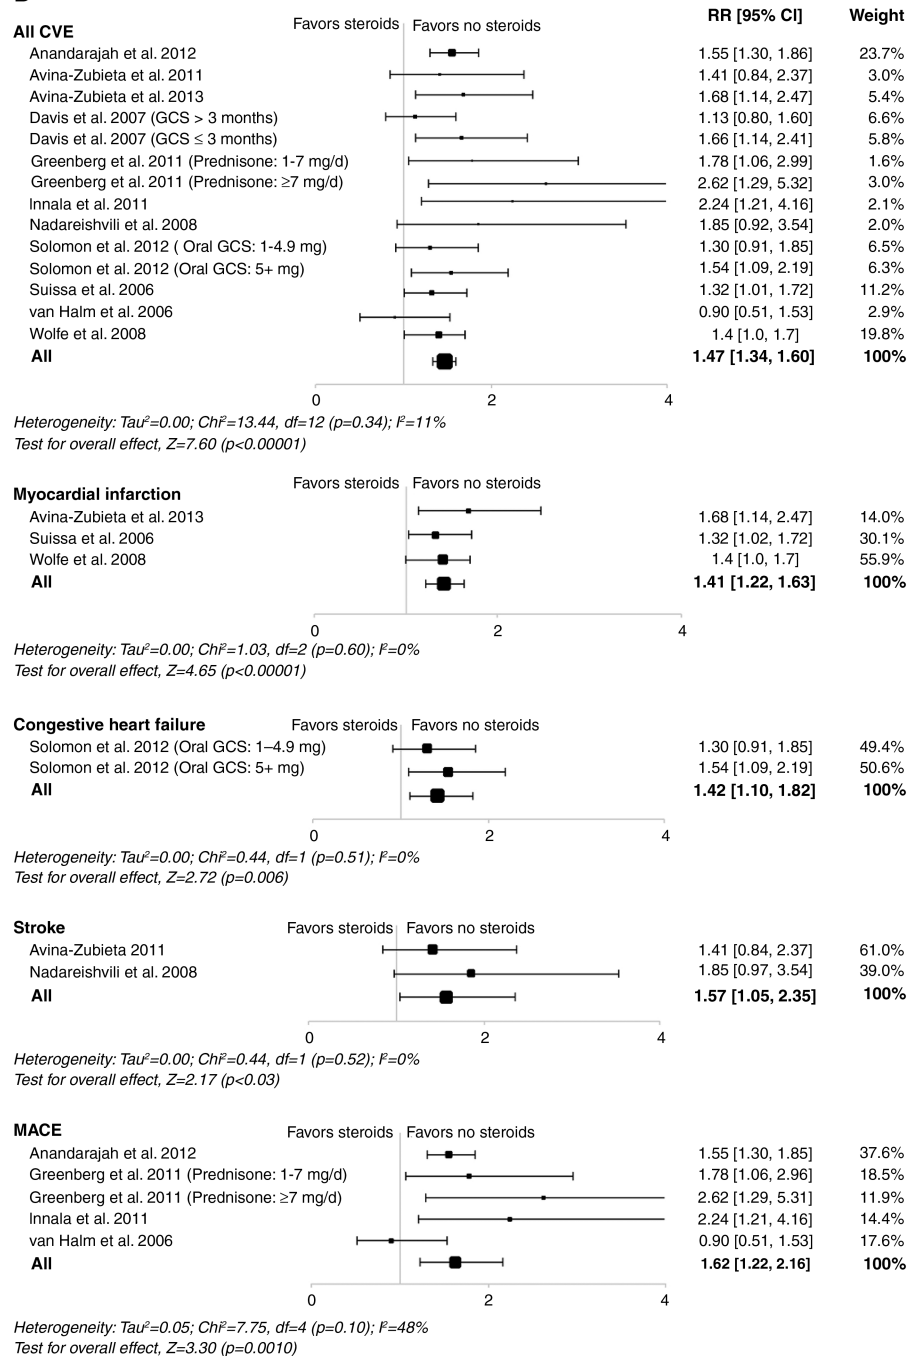 Favors steroids Favors no steroids RR [95% CI] Weight
All CVE
Anandarajah et al. 2012 1.55 [1.30, 1.86] 23.7%
Avina-Zubieta et al. 2011 1.41 [0.84, 2.37] 3.0%
Avina-Zubieta et al. 2013 1.68 [1.14, 2.47] 5.4%
Davis et al. 2007 (GCS > 3 months) 1.13 [0.80, 1.60] 6.6%
Davis et al. 2007 (GCS ≤ 3 months) 1.66 [1.14, 2.41] 5.8%
Greenberg et al. 2011 (Prednisone: 1-7 mg/d) 1.78 [1.06, 2.99] 1.6%
Greenberg et al. 2011 (Prednisone: ≥7 mg/d) 2.62 [1.29, 5.32] 3.0%
Innala et al. 2011 2.24 [1.21, 4.16] 2.1%
Nadareishvili et al. 2008 1.85 [0.92, 3.54] 2.0%
Solomon et al. 2012 ( Oral GCS: 1-4.9 mg) 1.30 [0.91, 1.85] 6.5%
Solomon et al. 2012 (Oral GCS: 5+ mg) 1.54 [1.09, 2.19] 6.3%
Suissa et al. 2006 1.32 [1.01, 1.72] 11.2%
van Halm et al. 2006 0.90 [0.51, 1.53] 2.9%
Wolfe et al. 2008 1.4 [1.0, 1.7] 19.8%
All 1.47 [1.34, 1.60] 100%
0 2 4
Heterogeneity: Tau²=0.00; Chi²=13.44, df=12 (p=0.34); I²=11%
Test for overall effect, Z=7.60 (p<0.00001)
Favors steroids Favors no steroids
Myocardial infarction
Avina-Zubieta et al. 2013 1.68 [1.14, 2.47] 14.0%
Suissa et al. 2006 1.32 [1.02, 1.72] 30.1%
Wolfe et al. 2008 1.4 [1.0, 1.7] 55.9%
All 1.41 [1.22, 1.63] 100%
0 2 4
Heterogeneity: Tau²=0.00; Chi²=1.03, df=2 (p=0.60); I²=0%
Test for overall effect, Z=4.65 (p<0.00001)
Congestive heart failure Favors steroids Favors no steroids
Solomon et al. 2012 (Oral GCS: 1–4.9 mg) 1.30 [0.91, 1.85] 49.4%
Solomon et al. 2012 (Oral GCS: 5+ mg) 1.54 [1.09, 2.19] 50.6%
All 1.42 [1.10, 1.82] 100%
0 2 4
Heterogeneity: Tau²=0.00; Chi²=0.44, df=1 (p=0.51); I²=0%
Test for overall effect, Z=2.72 (p=0.006)
Stroke Favors steroids Favors no steroids
Avina-Zubieta 2011 1.41 [0.84, 2.37] 61.0%
Nadareishvili et al. 2008 1.85 [0.97, 3.54] 39.0%
All 1.57 [1.05, 2.35] 100%
0 2 4
Heterogeneity: Tau²=0.00; Chi²=0.44, df=1 (p=0.52); I²=0%
Test for overall effect, Z=2.17 (p<0.03)
MACE Favors steroids Favors no steroids
Anandarajah et al. 2012 1.55 [1.30, 1.85] 37.6%
Greenberg et al. 2011 (Prednisone: 1-7 mg/d) 1.78 [1.06, 2.96] 18.5%
Greenberg et al. 2011 (Prednisone: ≥7 mg/d) 2.62 [1.29, 5.31] 11.9%
Innala et al. 2011 2.24 [1.21, 4.16] 14.4%
van Halm et al. 2006 0.90 [0.51, 1.53] 17.6%
All 1.62 [1.22, 2.16] 100%
0 2 4
Heterogeneity: Tau²=0.05; Chi²=7.75, df=4 (p=0.10); I²=48%
Test for overall effect, Z=3.30 (p=0.0010)